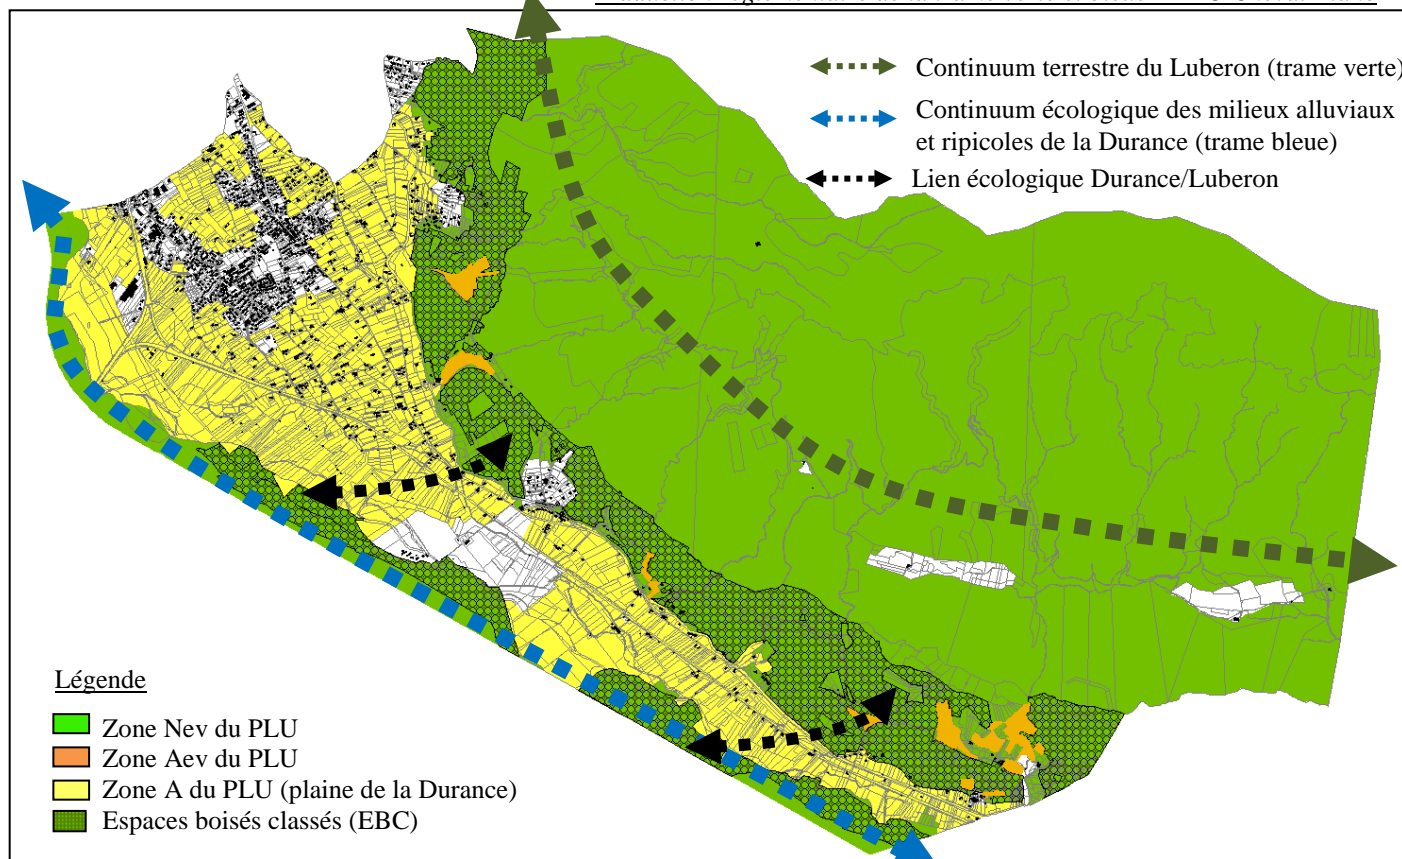 Continuum terrestre du Luberon (trame verte)
Continuum écologique des milieux alluviaux
et ripicoles de la Durance (trame bleue)
Lien écologique Durance/Luberon
Légende
Zone Nev du PLU
Zone Aev du PLU
Zone A du PLU (plaine de la Durance)
Espaces boisés classés (EBC)